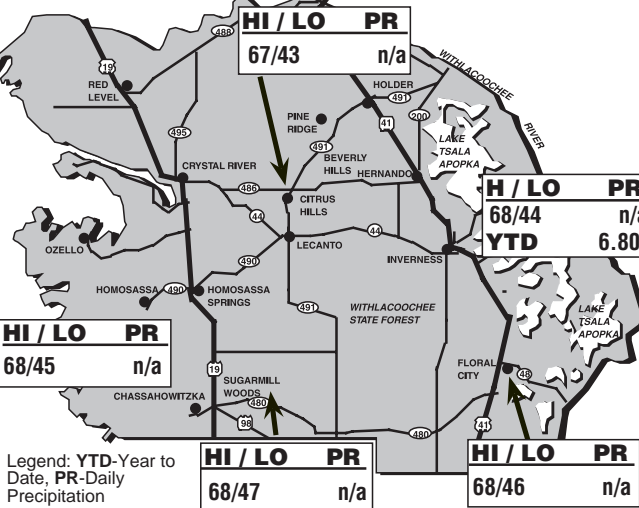 HI / LO PR
67/43 n/a
488
19
RED
LEVEL
WITHLACOOCHEE
RIVER
HOLDER
491
200
41
PINE
RIDGE
495
LAKE
TSALA
APOPKA
491
BEVERLY
HILLS
CRYSTAL RIVER
HERNANDO
486
H / LO PR
68/44 n/a
YTD 6.80
CITRUS
HILLS
44
44
LECANTO
OZELLO
INVERNESS
490
HOMOSASSA
490
HOMOSASSA
SPRINGS
491
WITHLACOOCHEE
STATE FOREST
LAKE
TSALA
APOPKA
HI / LO PR
68/45 n/a
19
FLORAL
CITY
48
SUGARMILL
WOODS
CHASSAHOWITZKA
480
98
41
480
HI / LO PR
68/47 n/a
HI / LO PR
68/46 n/a
Legend: YTD-Year to
Date, PR-Daily
Precipitation